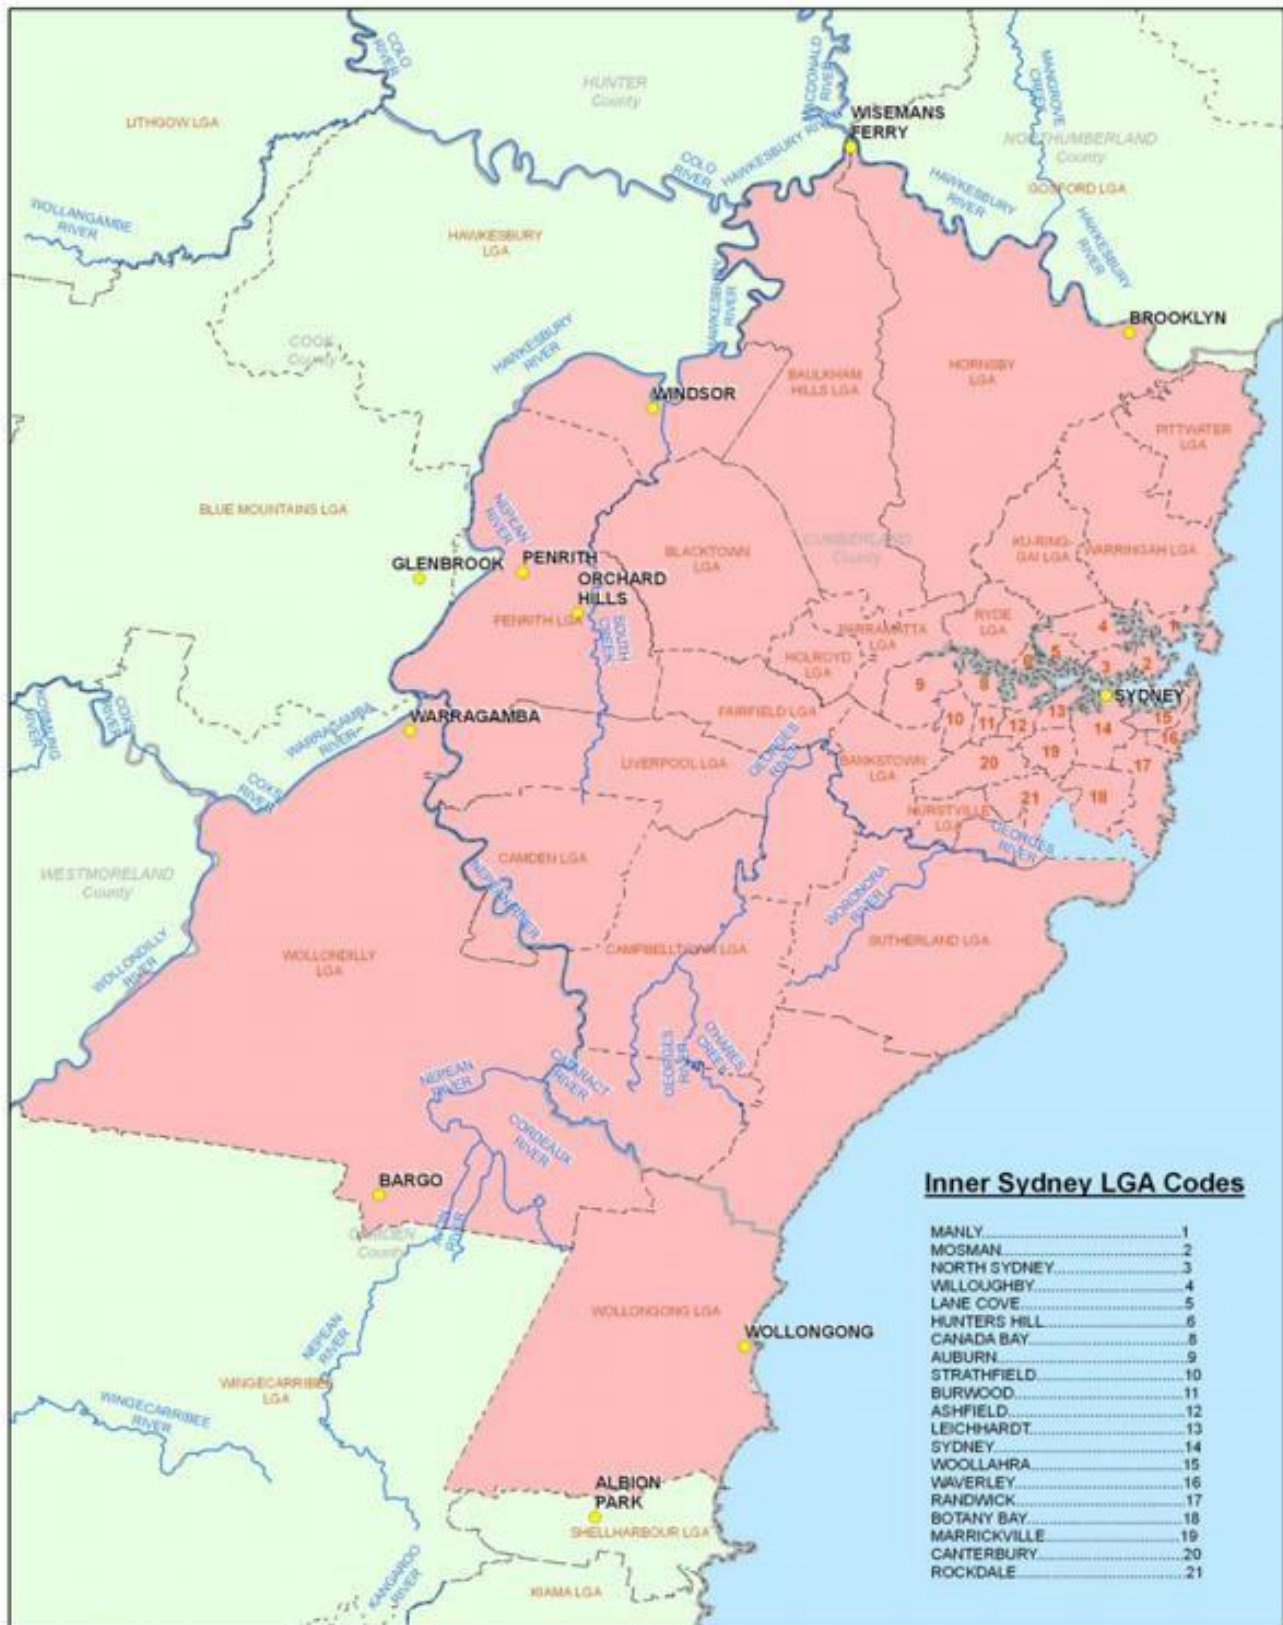 COLO
RIVER
HUNTER
County
MACDONALD
RIVER
MANGROVE
CREEK
LITHGOW LGA
WISEMANS
FERRY
NORTHUMBERLAND
County
COLO
RIVER
HAWKESBURY RIVER
HAWKESBURY
RIVER
GOSFORD LGA
WOLLANGAMBE
RIVER
HAWKESBURY
LGA
HAWKESBURY
RIVER
HAWKESBURY
RIVER
BROOKLYN
COOK
County
HAWKESBURY
RIVER
BAULKHAM
HILLS LGA
HORNSBY
LGA
WINDSOR
PITTWATER
LGA
BLUE MOUNTAINS LGA
NEPEAN
RIVER
BLACKTOWN
LGA
CUMBERLAND
County
KU-RING-
GAI LGA
WARRINGAH LGA
GLENBROOK
PENRITH
ORCHARD
HILLS
PENRITH LGA
SOUTH
CREEK
HOLROYD
LGA
PARRAMATTA
LGA
RYDE
LGA
4
1
5
6
3
2
9
8
SYDNEY
COXS
RIVER
KOWMUNG
RIVER
WARRAGAMBA
RIVER
WARRAGAMBA
FAIRFIELD LGA
10
11
12
13
14
15
16
LIVERPOOL LGA
GEORGES
RIVER
BANKSTOWN
LGA
20
19
17
COXS
RIVER
21
18
HURSTVILLE
LGA
GEORGES
RIVER
WESTMORELAND
County
CAMDEN LGA
NEPEAN RIVER
WORONORA
RIVER
WOLLONDILLY
RIVER
WOLLONDILLY
LGA
CAMPBELLTOWN LGA
SUTHERLAND LGA
NEPEAN
RIVER
CATARACT
RIVER
GEORGES
RIVER
O'HARES
CREEK
CORDEAUX
RIVER
BARGO
CAMDEN
County
AVON
RIVER
NEPEAN
RIVER
WOLLONGONG LGA
WOLLONGONG
WINGECARRIBEE
LGA
WINGECARRIBEE
RIVER
ALBION
PARK
SHELLHARBOUR LGA
KANGAROO
RIVER
KIAMA LGA
Inner Sydney LGA Codes
MANLY 1
MOSMAN 2
NORTH SYDNEY 3
WILLOUGHBY 4
LANE COVE 5
HUNTERS HILL 6
CANADA BAY 8
AUBURN 9
STRATHFIELD 10
BURWOOD 11
ASHFIELD 12
LEICHHARDT 13
SYDNEY 14
WOOLLAHRA 15
WAVERLEY 16
RANDWICK 17
BOTANY BAY 18
MARRICKVILLE 19
CANTERBURY 20
ROCKDALE 21